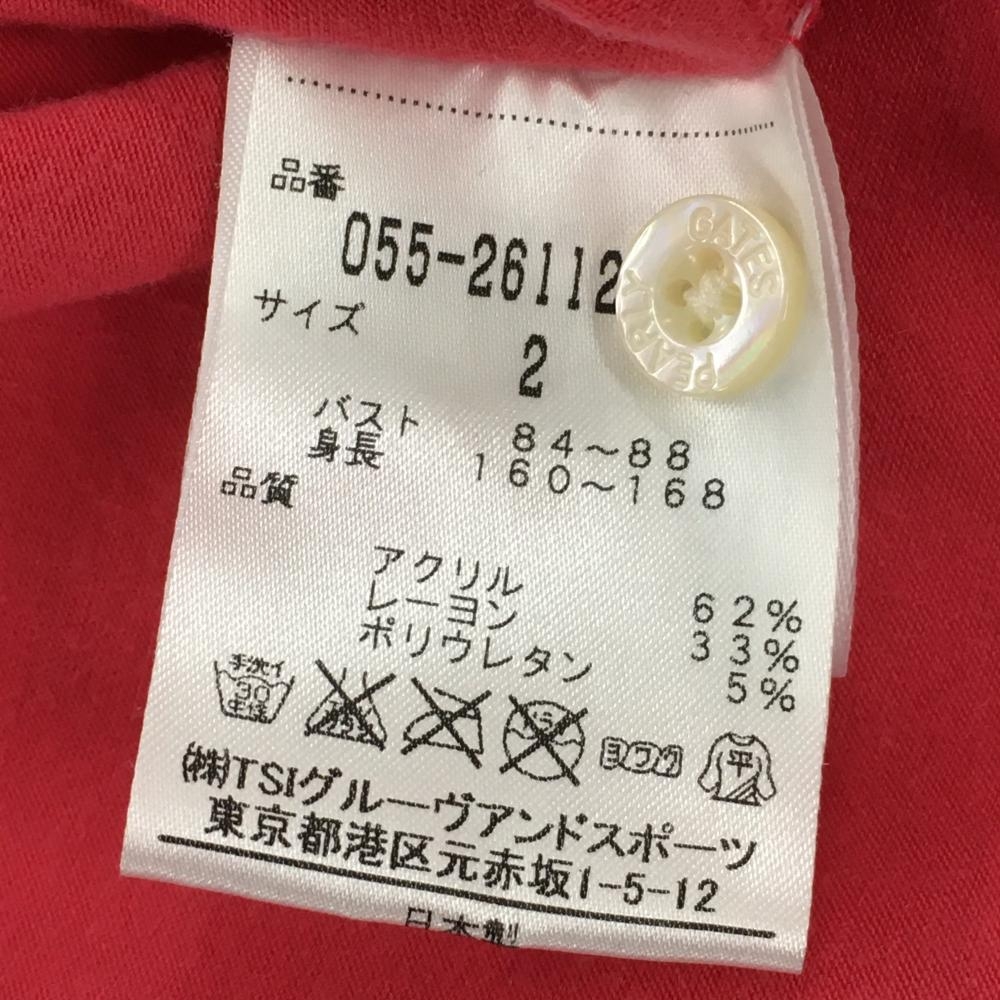 品番
055-26112
PEARLY GATES
サイズ
2
バスト 84～88
身長 160～168
品質
アクリル 62%
レーヨン 33%
ポリウレタン 5%
手洗イ
30
中性
ヨワク
平
㈱TSIグルーヴアンドスポーツ
東京都港区元赤坂1-5-12
日本製